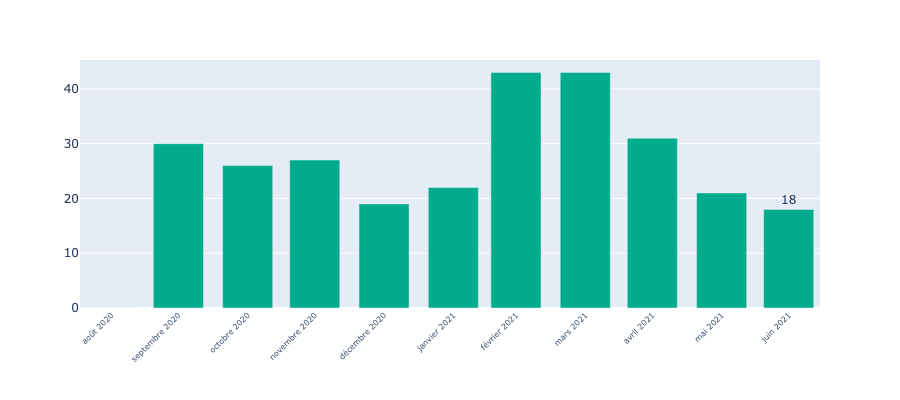 40
30
20
10
0
18
août 2020
septembre 2020
octobre 2020
novembre 2020
décembre 2020
janvier 2021
février 2021
mars 2021
avril 2021
mai 2021
juin 2021